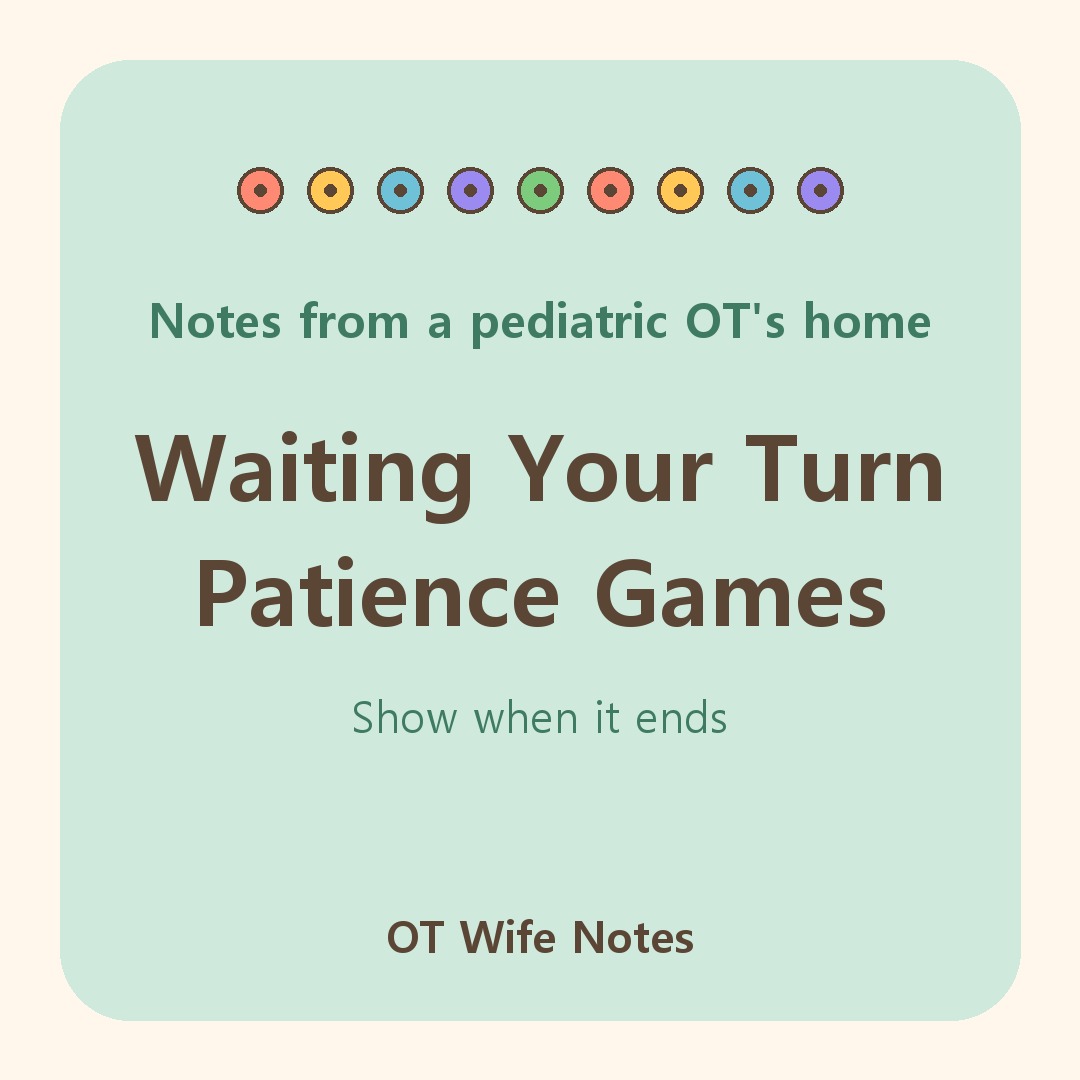 Notes from a pediatric OT's home
Waiting Your Turn
Patience Games
Show when it ends
OT Wife Notes